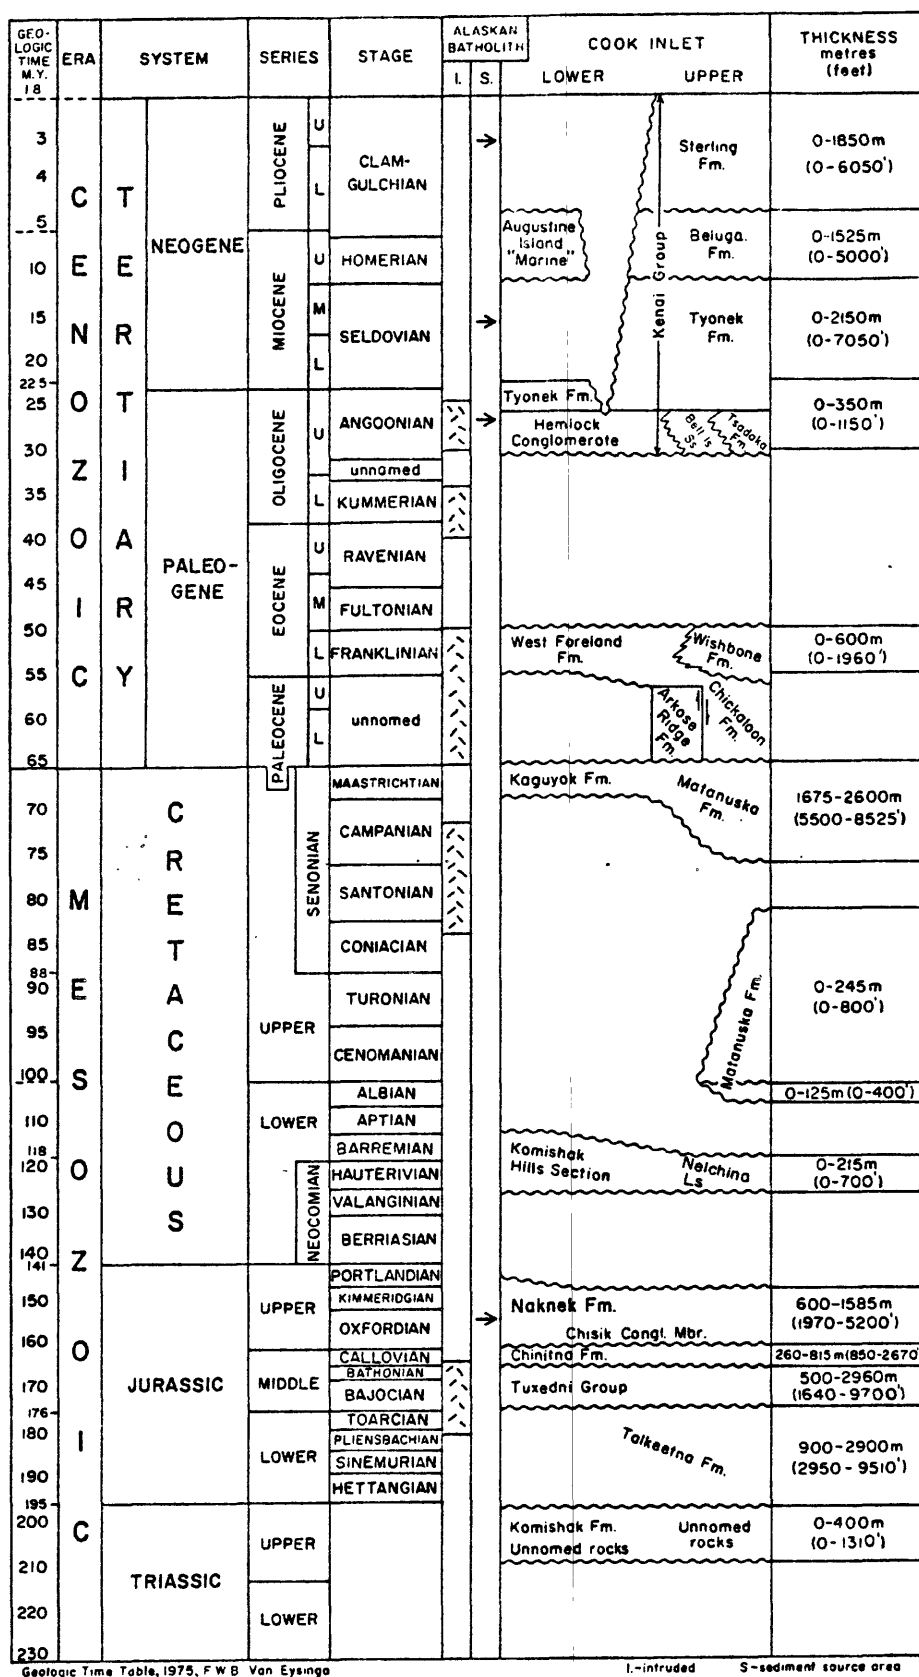 GEO-
LOGIC
TIME
M.Y.
1.8
ERA
SYSTEM
SERIES
STAGE
ALASKAN
BATHOLITH
I.
S.
COOK INLET
LOWER
UPPER
THICKNESS
metres
(feet)
3
4
5
10
15
20
22.5
25
30
35
40
45
50
55
60
65
70
75
80
85
88
90
95
100
110
118
120
130
140
141
150
160
170
176
180
190
195
200
210
220
230
CENOZOIC
MESOZOIC
TERTIARY
NEOGENE
PALEO-
GENE
CRETACEOUS
JURASSIC
TRIASSIC
PLIOCENE
U
L
MIOCENE
U
M
L
OLIGOCENE
U
L
EOCENE
U
M
L
PALEOCENE
U
L
SENONIAN
UPPER
LOWER
NEOCOMIAN
UPPER
MIDDLE
LOWER
UPPER
LOWER
CLAM-
GULCHIAN
HOMERIAN
SELDOVIAN
ANGOONIAN
unnamed
KUMMERIAN
RAVENIAN
FULTONIAN
FRANKLINIAN
unnamed
MAASTRICHTIAN
CAMPANIAN
SANTONIAN
CONIACIAN
TURONIAN
CENOMANIAN
ALBIAN
APTIAN
BARREMIAN
HAUTERIVIAN
VALANGINIAN
BERRIASIAN
PORTLANDIAN
KIMMERIDGIAN
OXFORDIAN
CALLOVIAN
BATHONIAN
BAJOCIAN
TOARCIAN
PLIENSBACHIAN
SINEMURIAN
HETTANGIAN
Sterling
Fm.
Augustine
Island
"Marine"
Kenai Group
Beluga
Fm.
Tyonek
Fm.
Tyonek Fm.
Hemlock
Conglomerate
Bell Is
Ss
Tsadaka
Fm.
West Foreland
Fm.
Wishbone
Fm.
Arkose
Ridge
Fm.
Chickaloon
Fm.
Kaguyak Fm.
Matanuska
Fm.
Matanuska Fm.
Kamishak
Hills Section
Nelchina
Ls
Naknek Fm.
Chisik Congl. Mbr.
Chinitna Fm.
Tuxedni Group
Talkeetna Fm.
Kamishak Fm.
Unnamed rocks
Unnamed
rocks
0-1850m
(0-6050')
0-1525m
(0-5000')
0-2150m
(0-7050')
0-350m
(0-1150')
0-600m
(0-1960')
1675-2600m
(5500-8525')
0-245m
(0-800')
0-125m (0-400')
0-215m
(0-700')
600-1585m
(1970-5200')
260-815m(850-2670')
500-2960m
(1640-9700')
900-2900m
(2950-9510')
0-400m
(0-1310')
Geologic Time Table, 1975, F W B Van Eysinga
I.-intruded
S-sediment source area